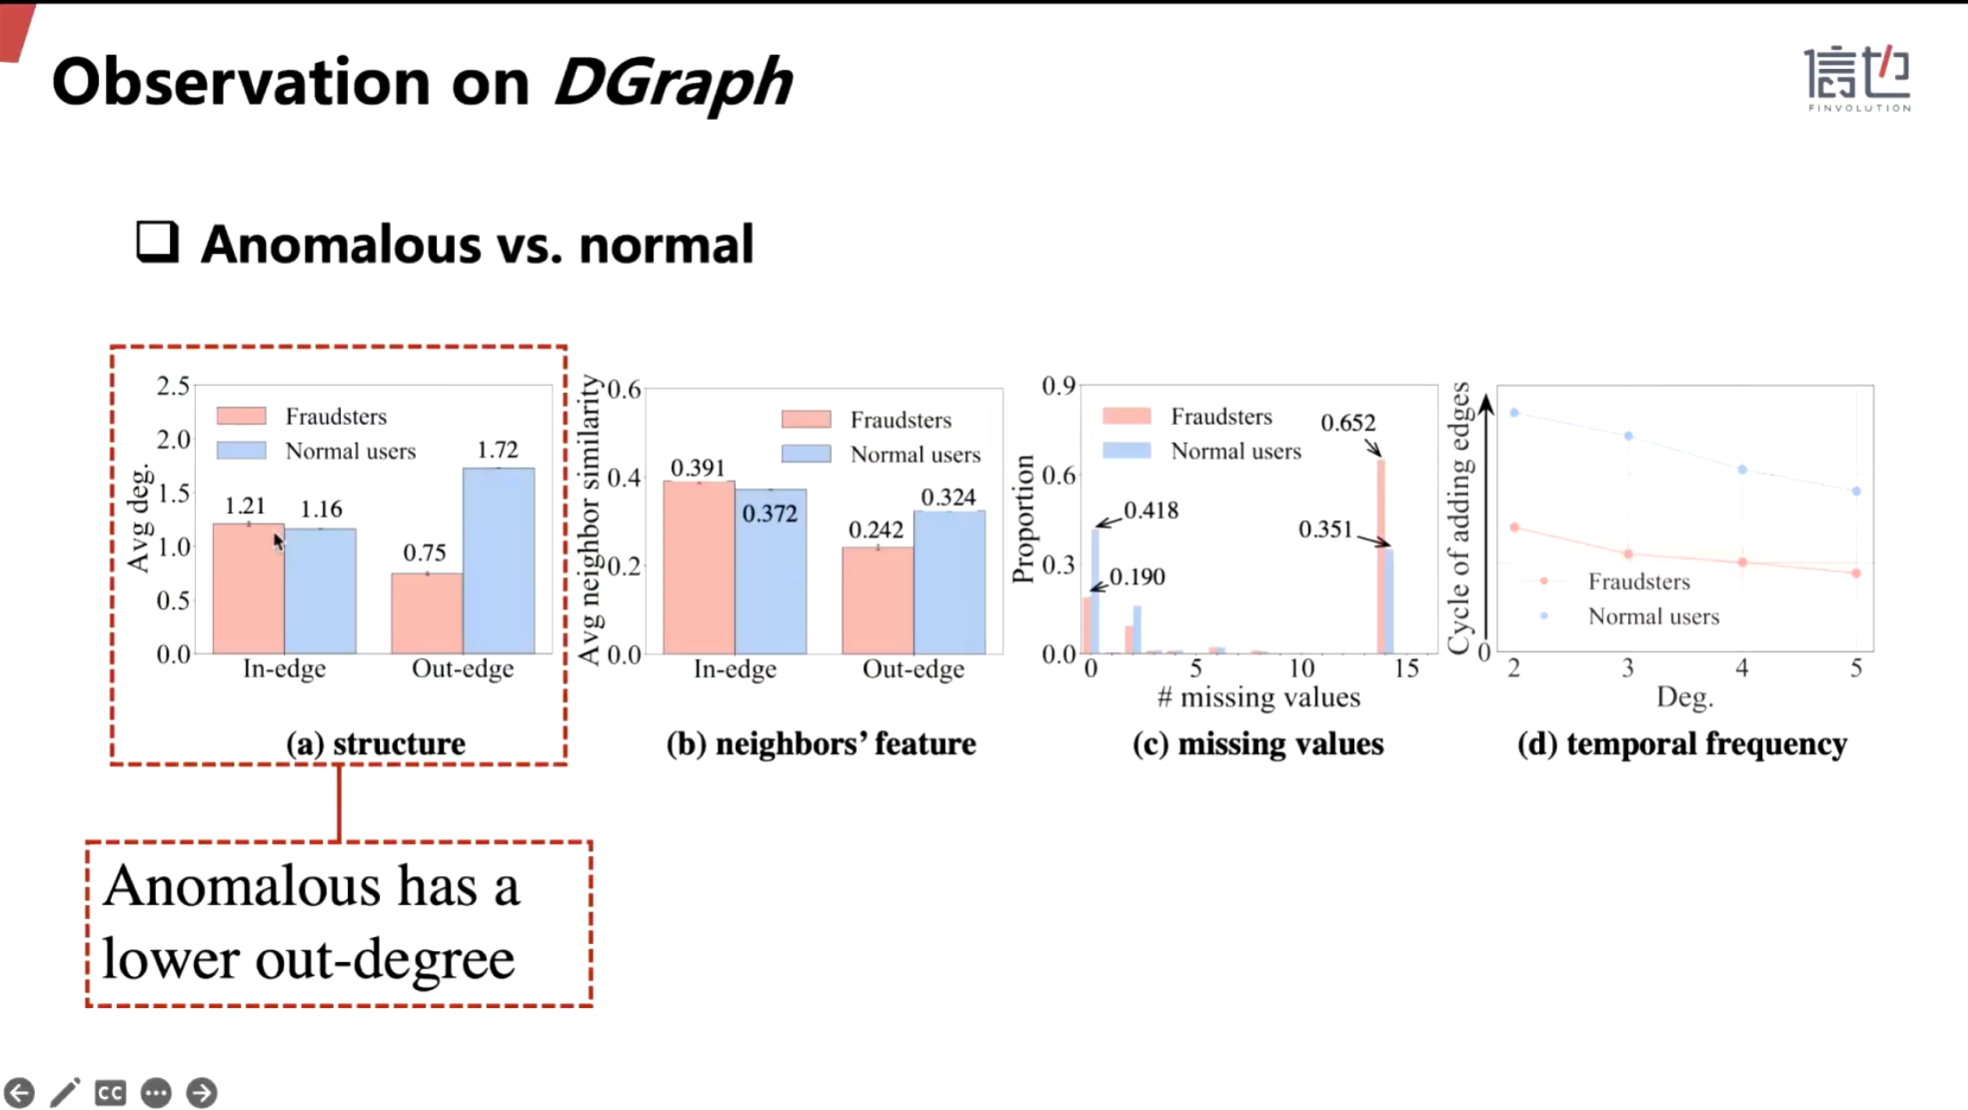 Observation on DGraph
信也
FINVOLUTION
Anomalous vs. normal
2.5
2.0
1.5
1.0
0.5
0.0
Avg deg.
Fraudsters
Normal users
1.21
1.16
0.75
1.72
In-edge
Out-edge
(a) structure
0.6
0.4
0.2
0.0
Avg neighbor similarity
Fraudsters
Normal users
0.391
0.372
0.242
0.324
In-edge
Out-edge
(b) neighbors’ feature
0.9
0.6
0.3
0.0
Proportion
Fraudsters
Normal users
0.652
0.418
0.351
0.190
0
5
10
15
# missing values
(c) missing values
Cycle of adding edges
0
Fraudsters
Normal users
2
3
4
5
Deg.
(d) temporal frequency
Anomalous has a
lower out-degree
CC